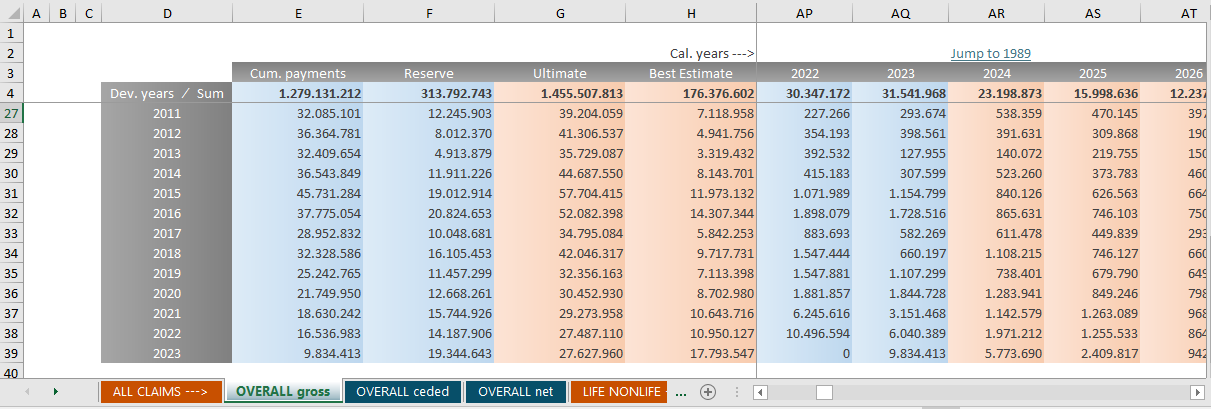 A B C D E F G H AP AQ AR AS AT
1
2 Cal. years ---> Jump to 1989
3 Cum. payments Reserve Ultimate Best Estimate 2022 2023 2024 2025 2026
4 Dev. years / Sum 1.279.131.212 313.792.743 1.455.507.813 176.376.602 30.347.172 31.541.968 23.198.873 15.998.636 12.237
27 2011 32.085.101 12.245.903 39.204.059 7.118.958 227.266 293.674 538.359 470.145 397
28 2012 36.364.781 8.012.370 41.306.537 4.941.756 354.193 398.561 391.631 309.868 190
29 2013 32.409.654 4.913.879 35.729.087 3.319.432 392.532 127.955 140.072 219.755 150
30 2014 36.543.849 11.911.226 44.687.550 8.143.701 415.183 307.599 523.260 373.783 460
31 2015 45.731.284 19.012.914 57.704.415 11.973.132 1.071.989 1.154.799 840.126 626.563 664
32 2016 37.775.054 20.824.653 52.082.398 14.307.344 1.898.079 1.728.516 865.631 746.103 750
33 2017 28.952.832 10.048.681 34.795.084 5.842.253 883.693 582.269 611.478 449.839 293
34 2018 32.328.586 16.105.453 42.046.317 9.717.731 1.547.444 660.197 1.108.215 746.127 660
35 2019 25.242.765 11.457.299 32.356.163 7.113.398 1.547.881 1.107.299 738.401 679.790 649
36 2020 21.749.950 12.668.261 30.452.930 8.702.980 1.881.857 1.844.728 1.283.941 849.246 798
37 2021 18.630.242 15.744.926 29.273.958 10.643.716 6.245.616 3.151.468 1.142.579 1.263.089 968
38 2022 16.536.983 14.187.906 27.487.110 10.950.127 10.496.594 6.040.389 1.971.212 1.255.533 864
39 2023 9.834.413 19.344.643 27.627.960 17.793.547 0 9.834.413 5.773.690 2.409.817 942
40
ALL CLAIMS ---> OVERALL gross OVERALL ceded OVERALL net LIFE NONLIFE ...